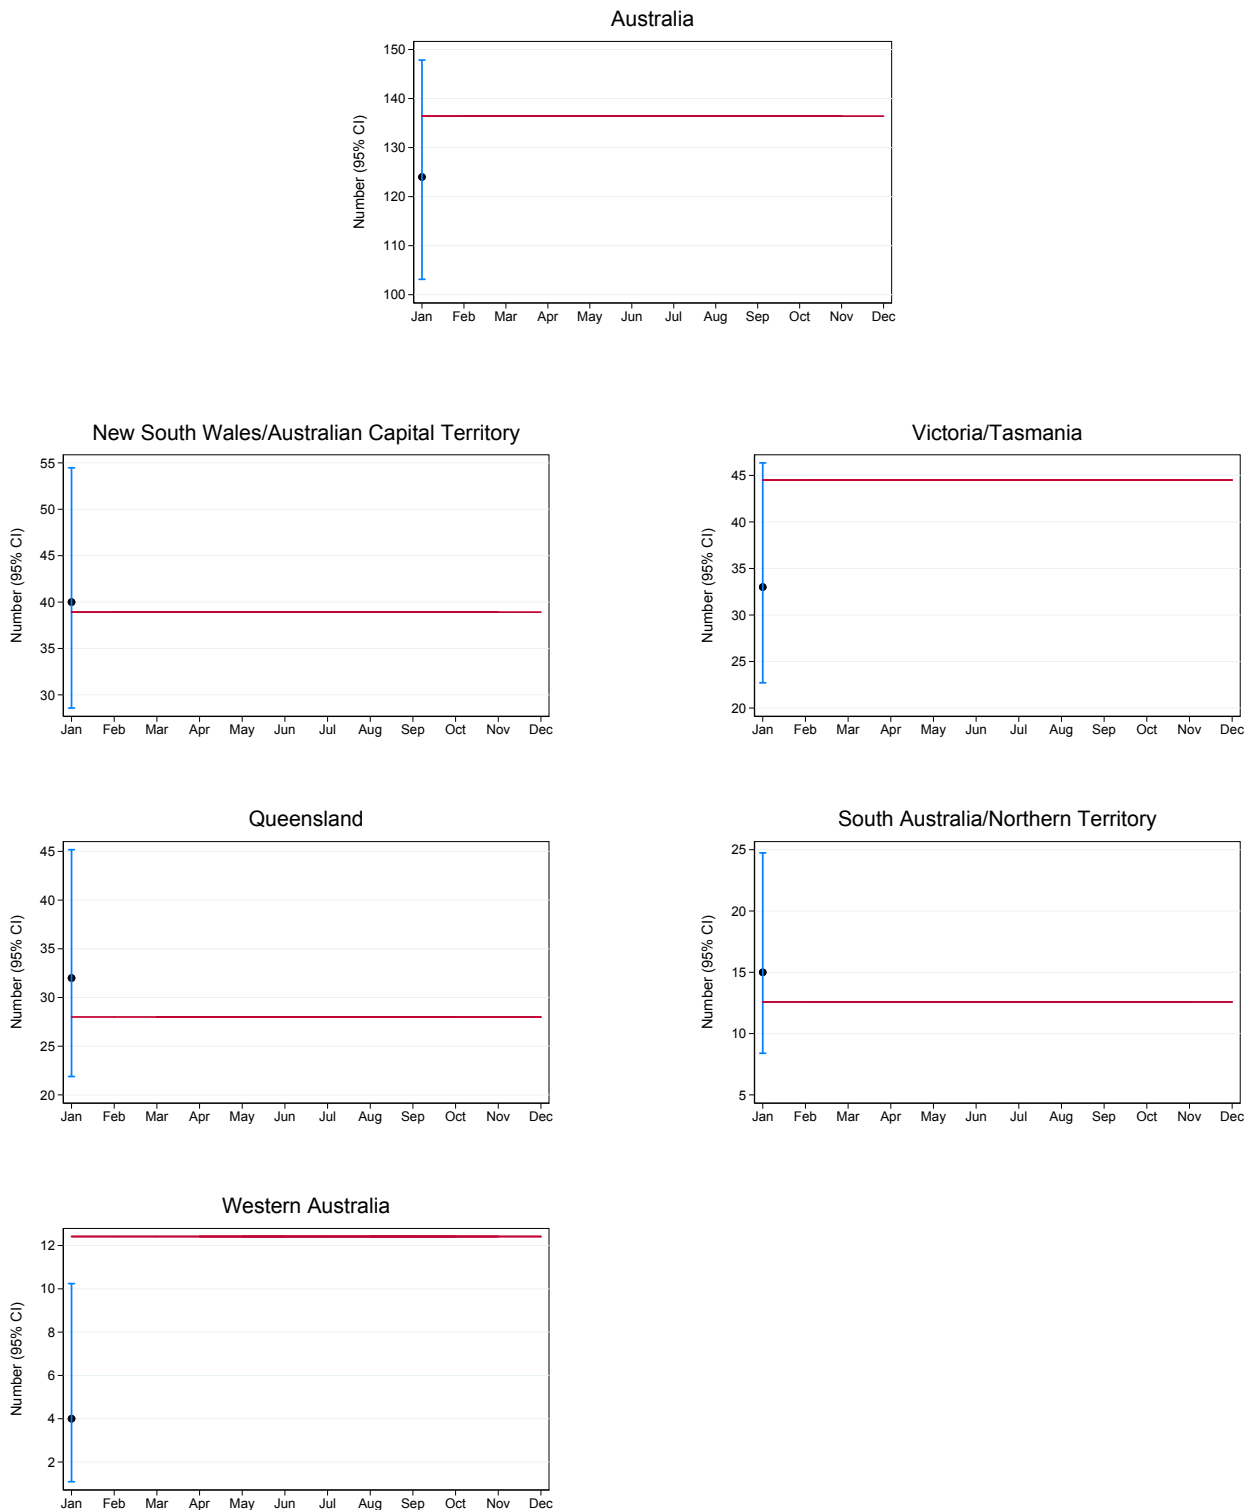 Australia
Number (95% CI)
150
140
130
120
110
100
Jan Feb Mar Apr May Jun Jul Aug Sep Oct Nov Dec
New South Wales/Australian Capital Territory
Number (95% CI)
55
50
45
40
35
30
Jan Feb Mar Apr May Jun Jul Aug Sep Oct Nov Dec
Victoria/Tasmania
Number (95% CI)
45
40
35
30
25
20
Jan Feb Mar Apr May Jun Jul Aug Sep Oct Nov Dec
Queensland
Number (95% CI)
45
40
35
30
25
20
Jan Feb Mar Apr May Jun Jul Aug Sep Oct Nov Dec
South Australia/Northern Territory
Number (95% CI)
25
20
15
10
5
Jan Feb Mar Apr May Jun Jul Aug Sep Oct Nov Dec
Western Australia
Number (95% CI)
12
10
8
6
4
2
Jan Feb Mar Apr May Jun Jul Aug Sep Oct Nov Dec